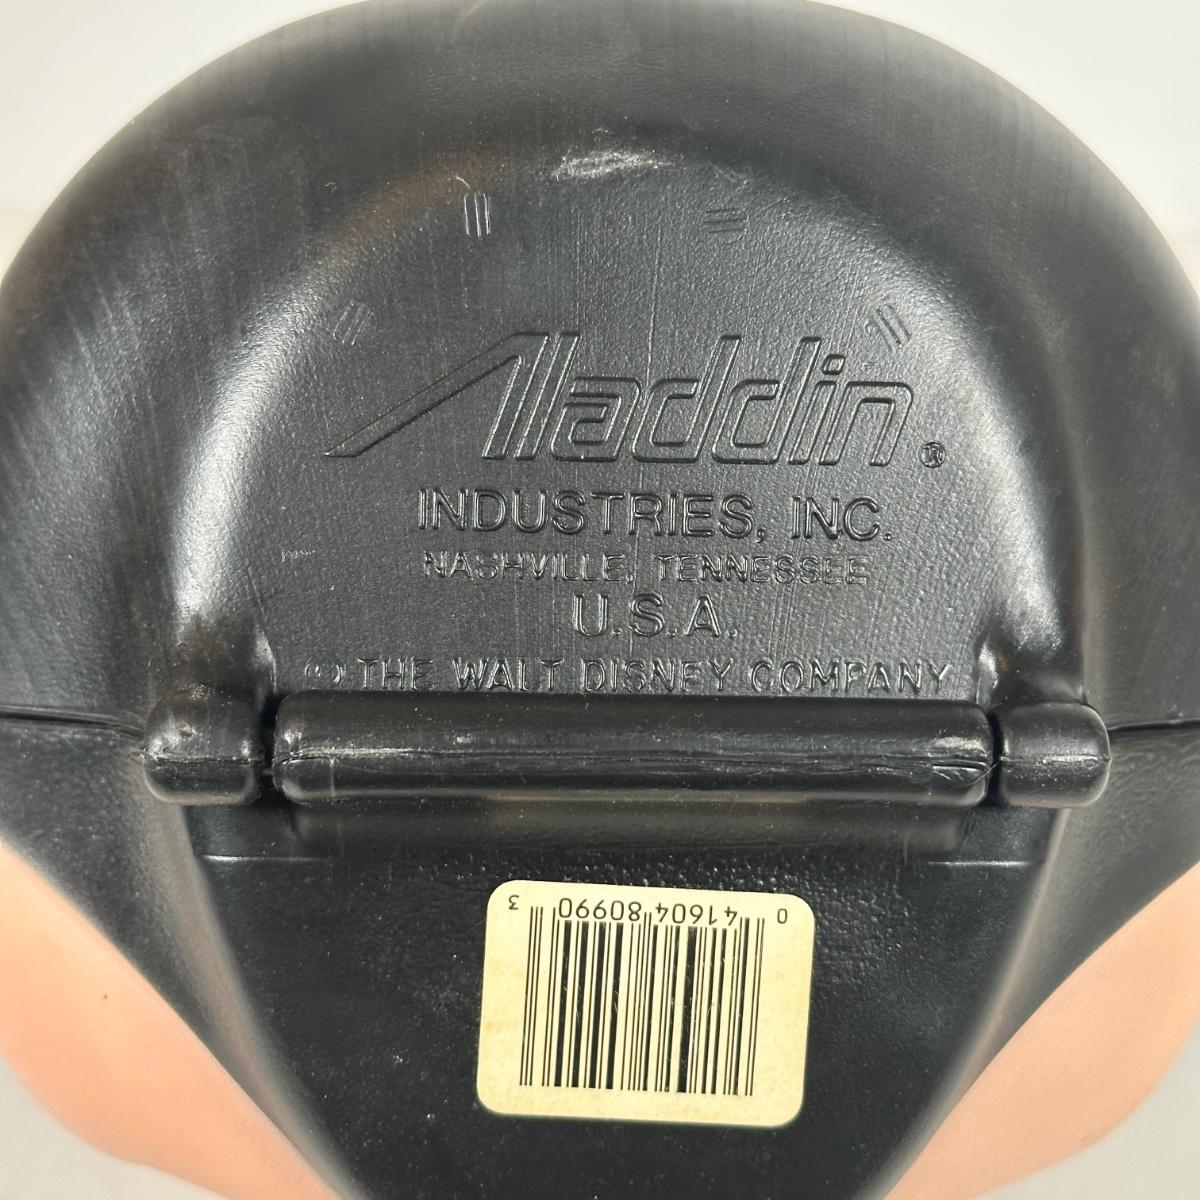 Aladdin®
INDUSTRIES, INC.
NASHVILLE, TENNESSEE
U.S.A.
© THE WALT DISNEY COMPANY
0 41604 80990 3